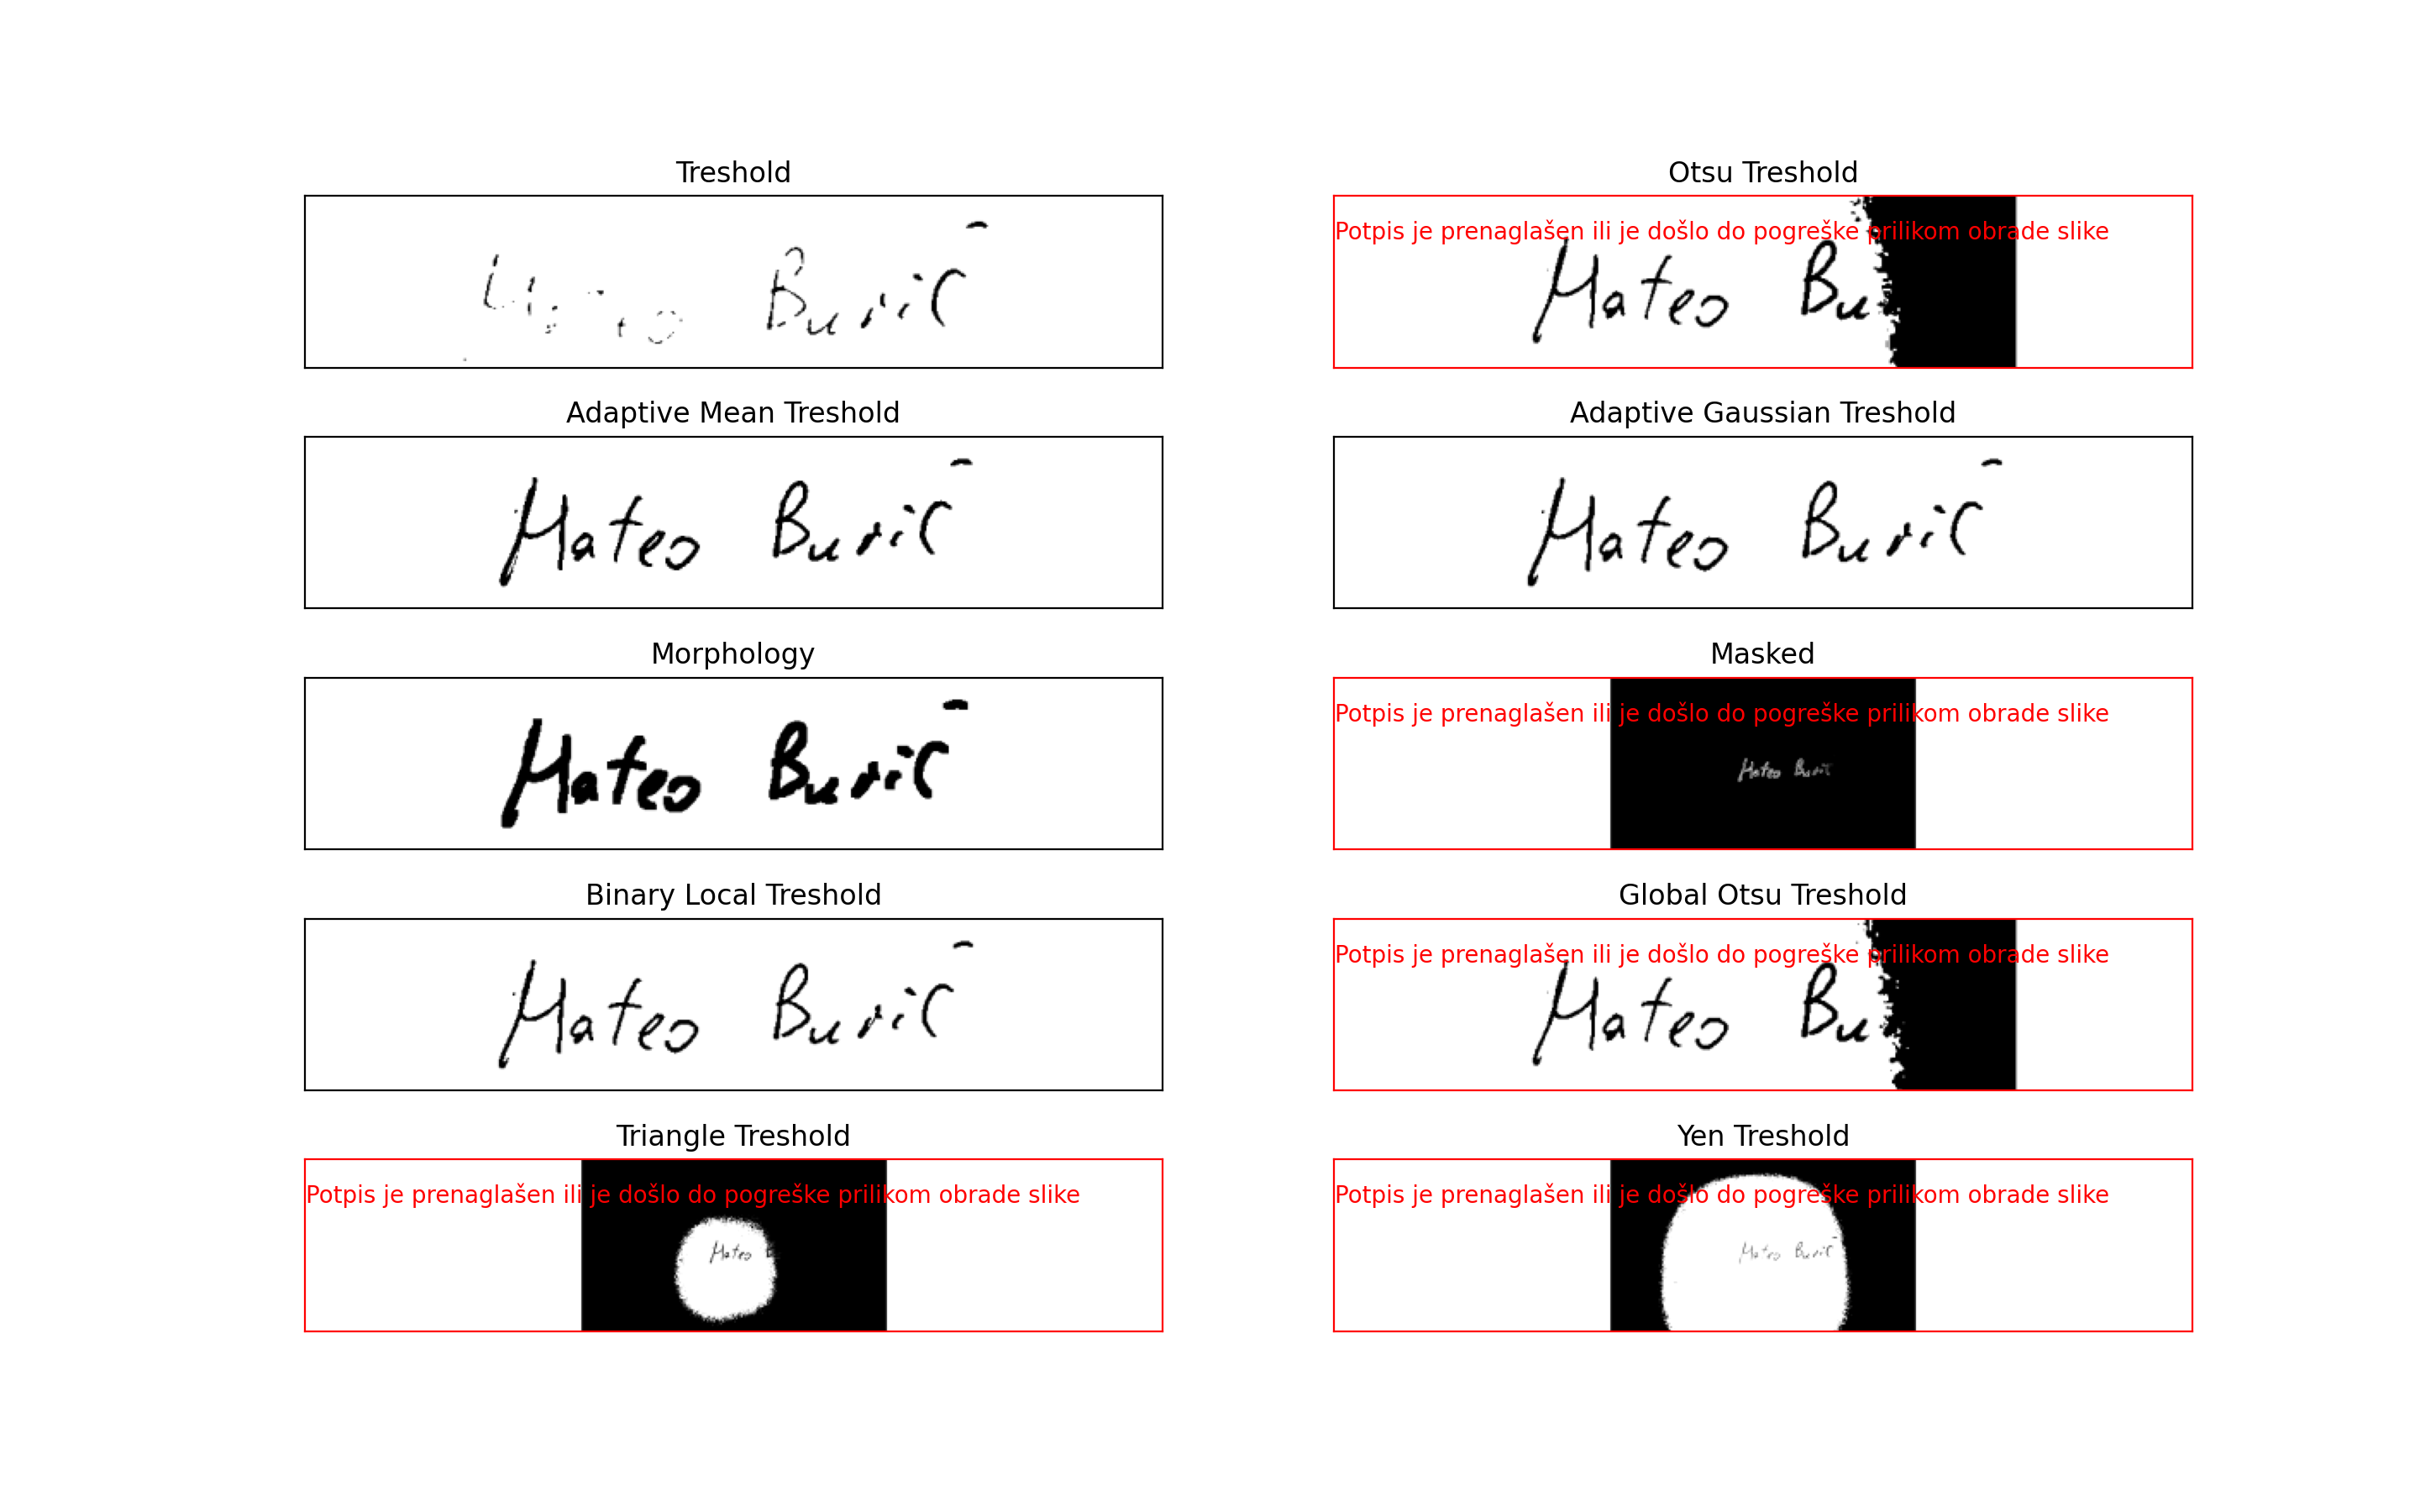 Treshold
Mateo Burić
Otsu Treshold
Potpis je prenaglašen ili je došlo do pogreške prilikom obrade slike
Mateo Bu
Adaptive Mean Treshold
Mateo Burić
Adaptive Gaussian Treshold
Mateo Burić
Morphology
Mateo Burić
Masked
Potpis je prenaglašen ili je došlo do pogreške prilikom obrade slike
Mateo Burić
Binary Local Treshold
Mateo Burić
Global Otsu Treshold
Potpis je prenaglašen ili je došlo do pogreške prilikom obrade slike
Mateo Bu
Triangle Treshold
Potpis je prenaglašen ili je došlo do pogreške prilikom obrade slike
Mateo
Yen Treshold
Potpis je prenaglašen ili je došlo do pogreške prilikom obrade slike
Mateo Burić